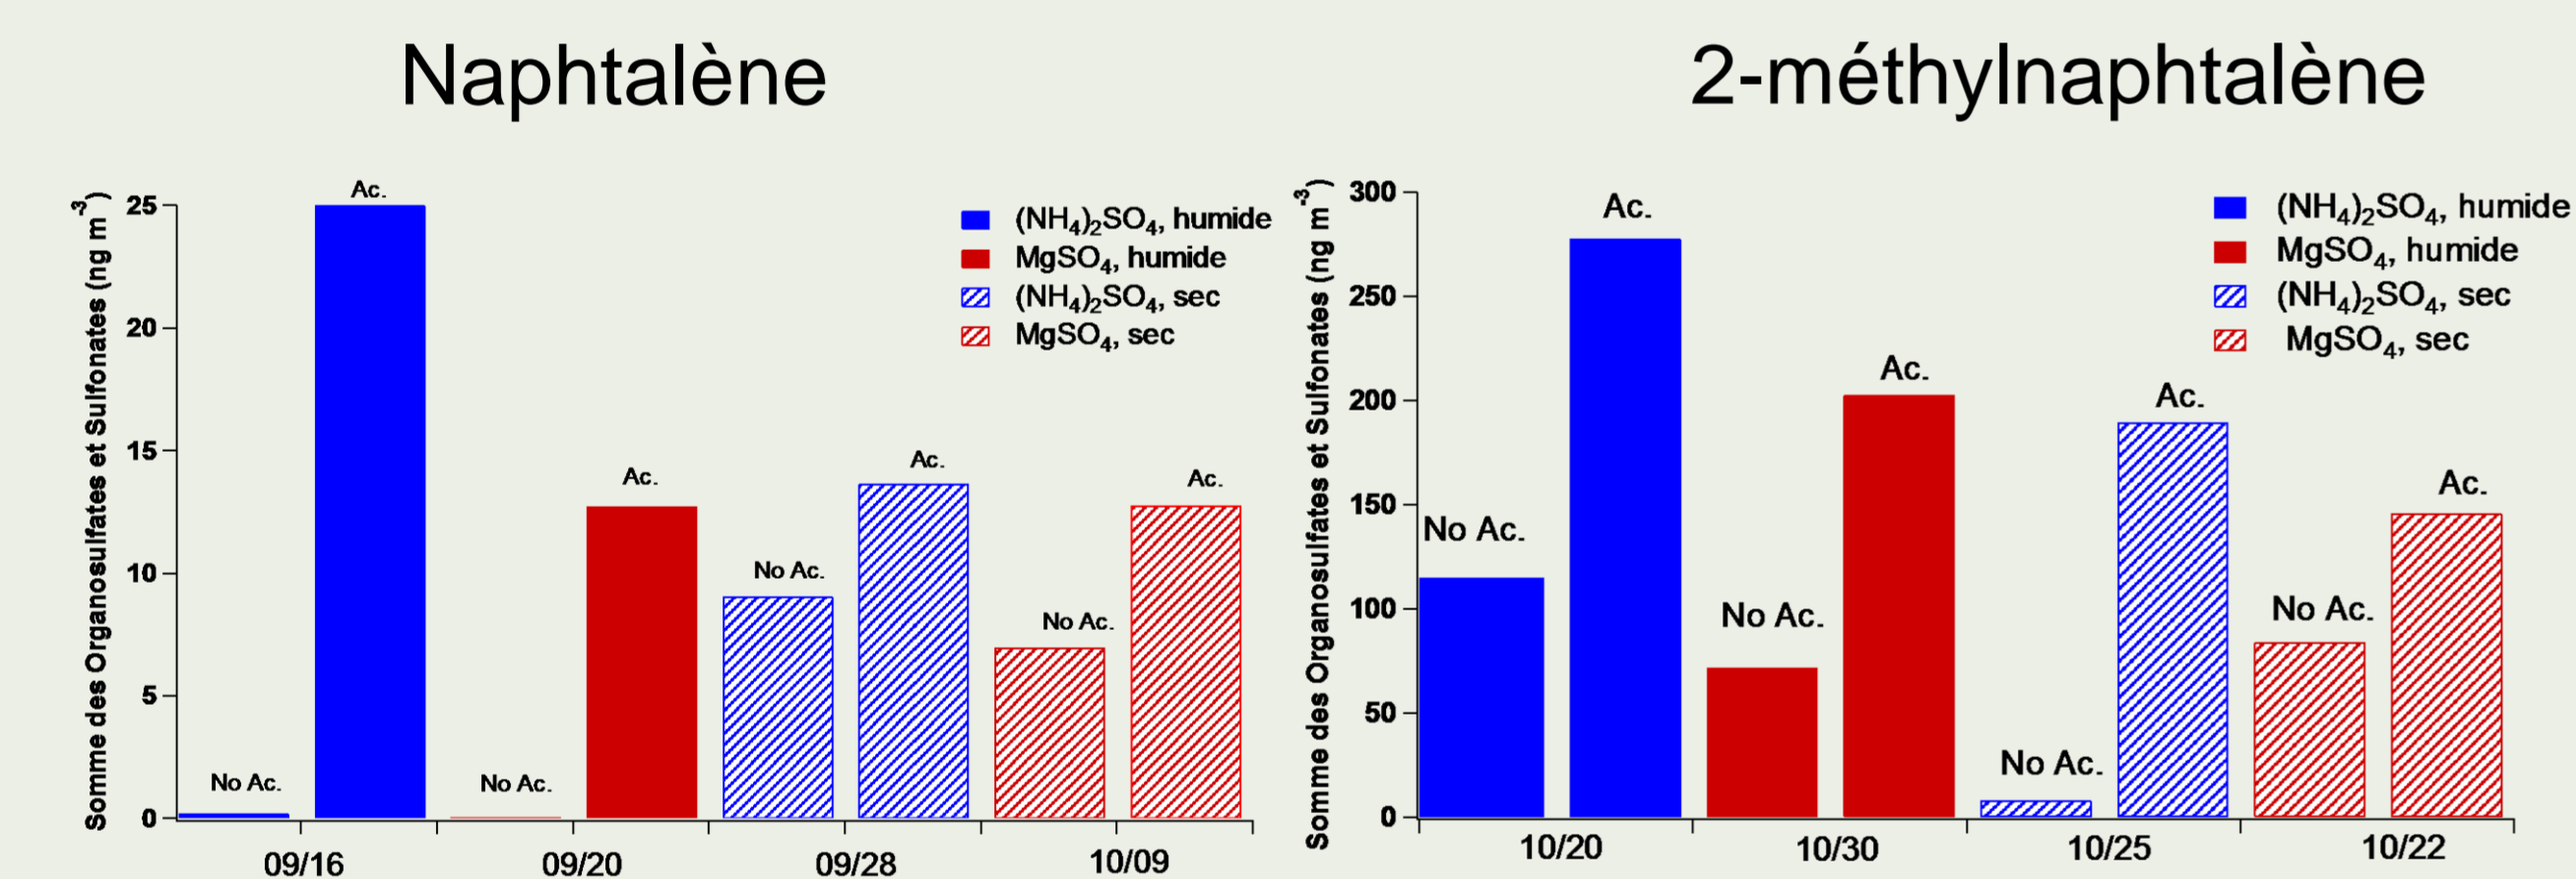 Naphtalène
2-méthylnaphtalène
Somme des Organosulfates et Sulfonates (ng m⁻³)
25
20
15
10
5
0
Ac.
No Ac.
Ac.
No Ac.
Ac.
No Ac.
Ac.
No Ac.
(NH₄)₂SO₄, humide
MgSO₄, humide
(NH₄)₂SO₄, sec
MgSO₄, sec
09/16
09/20
09/28
10/09
Somme des Organosulfates et Sulfonates (ng m⁻³)
300
250
200
150
100
50
0
No Ac.
Ac.
No Ac.
Ac.
No Ac.
Ac.
No Ac.
Ac.
(NH₄)₂SO₄, humide
MgSO₄, humide
(NH₄)₂SO₄, sec
MgSO₄, sec
10/20
10/30
10/25
10/22